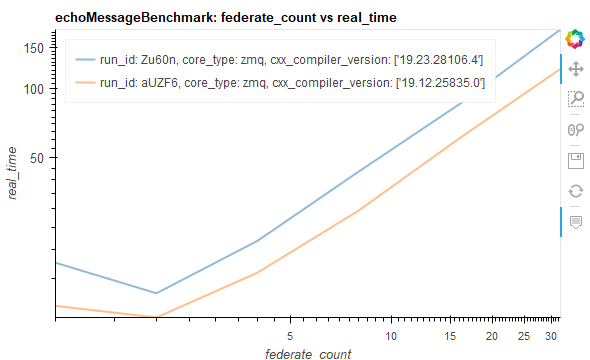 echoMessageBenchmark: federate_count vs real_time
150
100
50
real_time
run_id: Zu60n, core_type: zmq, cxx_compiler_version: ['19.23.28106.4']
run_id: aUZF6, core_type: zmq, cxx_compiler_version: ['19.12.25835.0']
5 10 15 20 25 30
federate_count